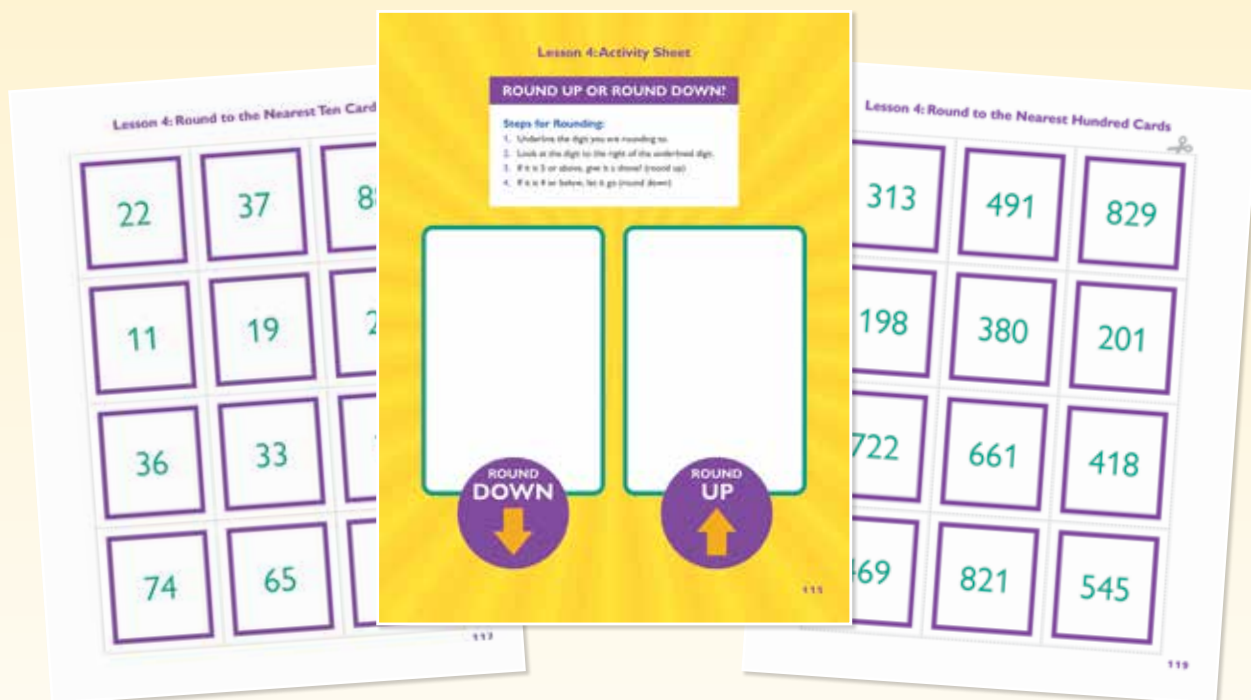 Lesson 4: Round to the Nearest Ten
22 37
11 19
36 33
74 65
117
Lesson 4: Activity Sheet
ROUND UP OR ROUND DOWN?
Steps for Rounding:
1. Underline the digit you are rounding to.
2. Look at the digit to the right of the underlined digit.
3. If it is 5 or above, give it a shove! (round up)
4. If it is 4 or below, let it go (round down)
ROUND
DOWN
ROUND
UP
Lesson 4: Round to the Nearest Hundred Cards
313 491 829
198 380 201
722 661 418
69 821 545
119